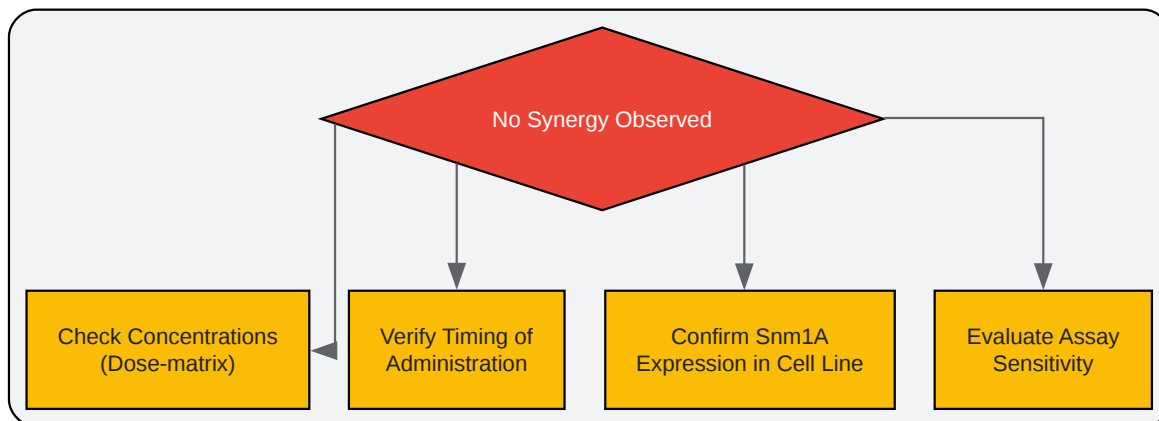 No Synergy Observed
Check Concentrations
(Dose-matrix)
Verify Timing of
Administration
Confirm Snm1A
Expression in Cell Line
Evaluate Assay
Sensitivity